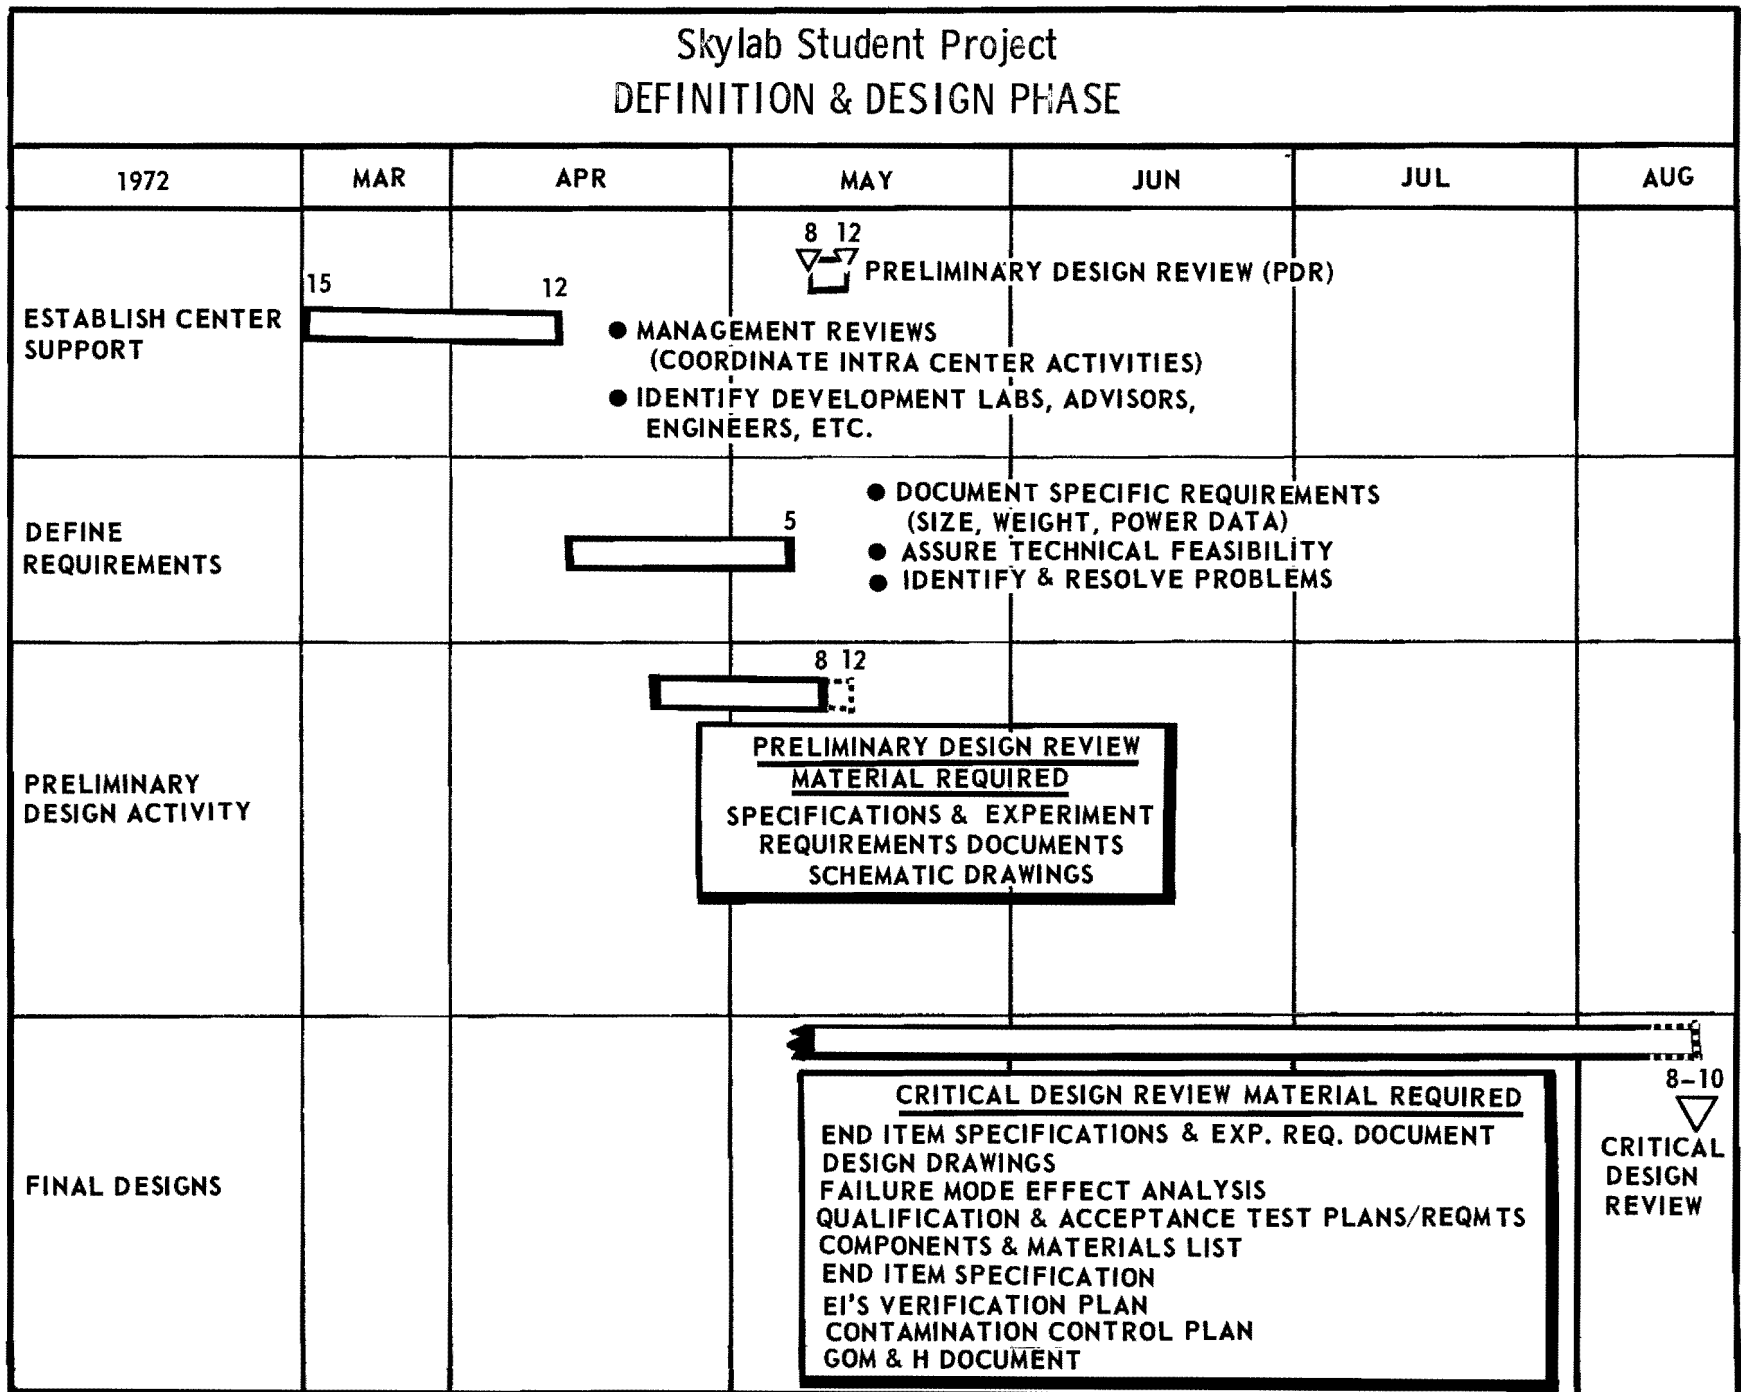 Skylab Student Project
DEFINITION & DESIGN PHASE
1972 MAR APR MAY JUN JUL AUG
8 12
PRELIMINARY DESIGN REVIEW (PDR)
15 12
ESTABLISH CENTER
SUPPORT
● MANAGEMENT REVIEWS
(COORDINATE INTRA CENTER ACTIVITIES)
● IDENTIFY DEVELOPMENT LABS, ADVISORS,
ENGINEERS, ETC.
DEFINE
REQUIREMENTS
5
● DOCUMENT SPECIFIC REQUIREMENTS
(SIZE, WEIGHT, POWER DATA)
● ASSURE TECHNICAL FEASIBILITY
● IDENTIFY & RESOLVE PROBLEMS
PRELIMINARY
DESIGN ACTIVITY
8 12
PRELIMINARY DESIGN REVIEW
MATERIAL REQUIRED
SPECIFICATIONS & EXPERIMENT
REQUIREMENTS DOCUMENTS
SCHEMATIC DRAWINGS
FINAL DESIGNS
CRITICAL DESIGN REVIEW MATERIAL REQUIRED
END ITEM SPECIFICATIONS & EXP. REQ. DOCUMENT
DESIGN DRAWINGS
FAILURE MODE EFFECT ANALYSIS
QUALIFICATION & ACCEPTANCE TEST PLANS/REQMTS
COMPONENTS & MATERIALS LIST
END ITEM SPECIFICATION
EI'S VERIFICATION PLAN
CONTAMINATION CONTROL PLAN
GOM & H DOCUMENT
8-10
CRITICAL
DESIGN
REVIEW